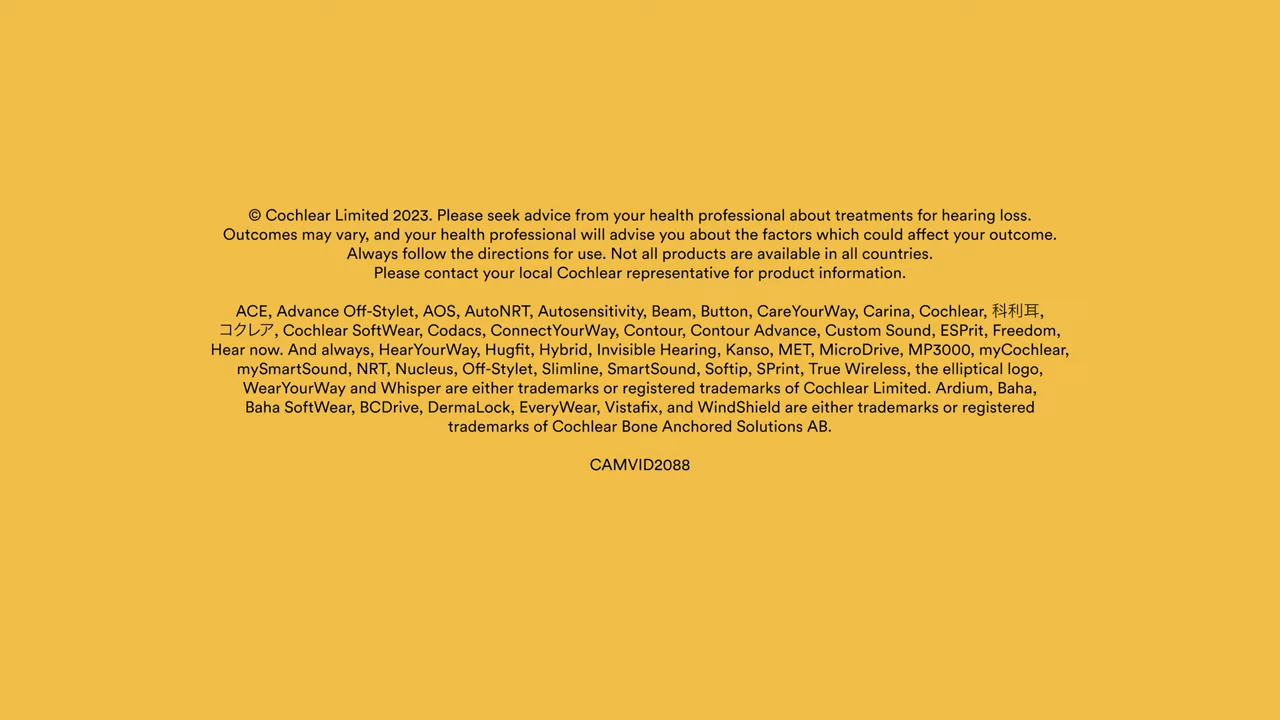 © Cochlear Limited 2023. Please seek advice from your health professional about treatments for hearing loss.
Outcomes may vary, and your health professional will advise you about the factors which could affect your outcome.
Always follow the directions for use. Not all products are available in all countries.
Please contact your local Cochlear representative for product information.
ACE, Advance Off-Stylet, AOS, AutoNRT, Autosensitivity, Beam, Button, CareYourWay, Carina, Cochlear, 科利耳,
コクレア, Cochlear SoftWear, Codacs, ConnectYourWay, Contour, Contour Advance, Custom Sound, ESPrit, Freedom,
Hear now. And always, HearYourWay, Hugfit, Hybrid, Invisible Hearing, Kanso, MET, MicroDrive, MP3000, myCochlear,
mySmartSound, NRT, Nucleus, Off-Stylet, Slimline, SmartSound, Softip, SPrint, True Wireless, the elliptical logo,
WearYourWay and Whisper are either trademarks or registered trademarks of Cochlear Limited. Ardium, Baha,
Baha SoftWear, BCDrive, DermaLock, EveryWear, Vistafix, and WindShield are either trademarks or registered
trademarks of Cochlear Bone Anchored Solutions AB.
CAMVID2088